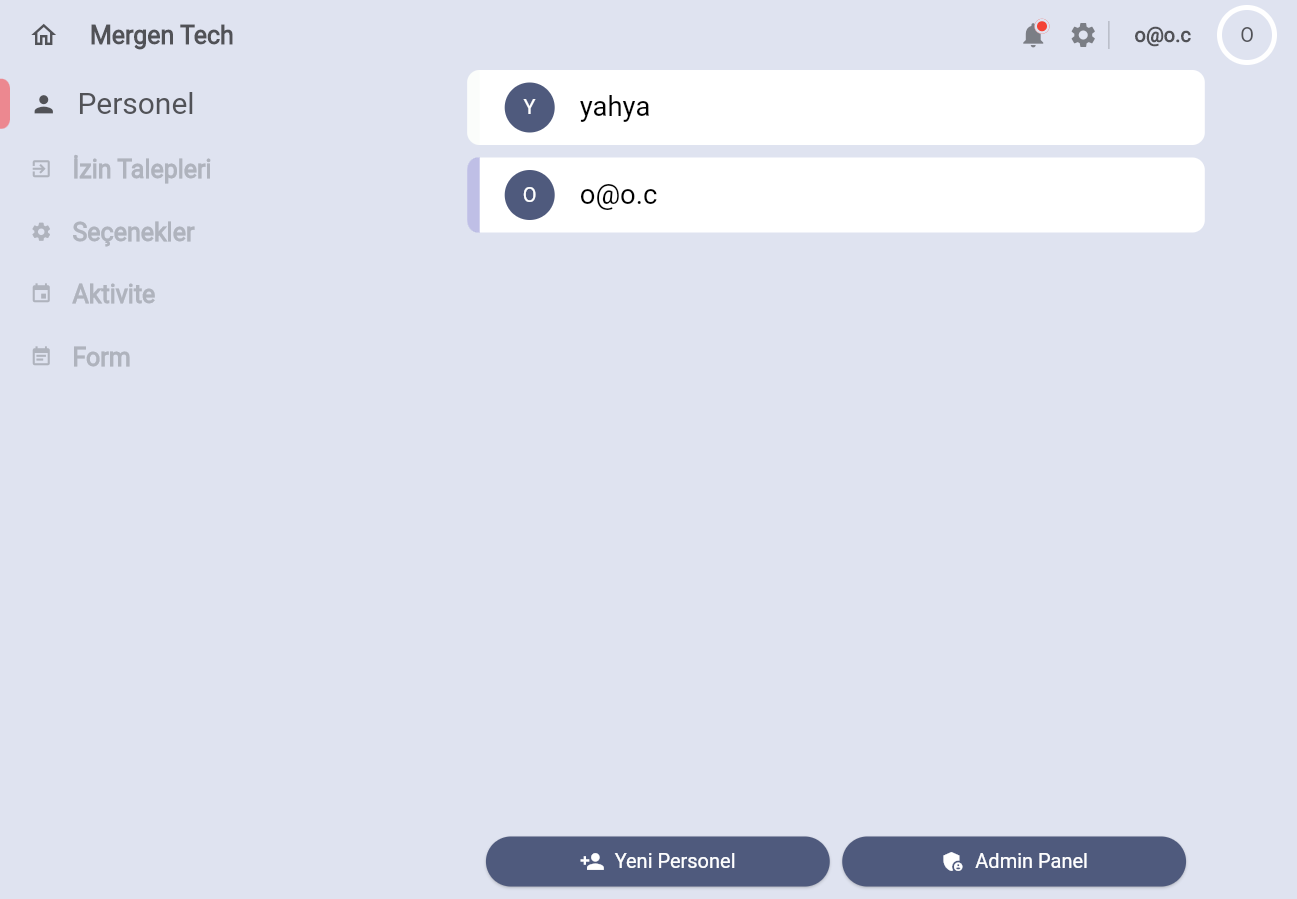 Mergen Tech
o@o.c
O
Personel
İzin Talepleri
Seçenekler
Aktivite
Form
Y
yahya
O
o@o.c
Yeni Personel
Admin Panel